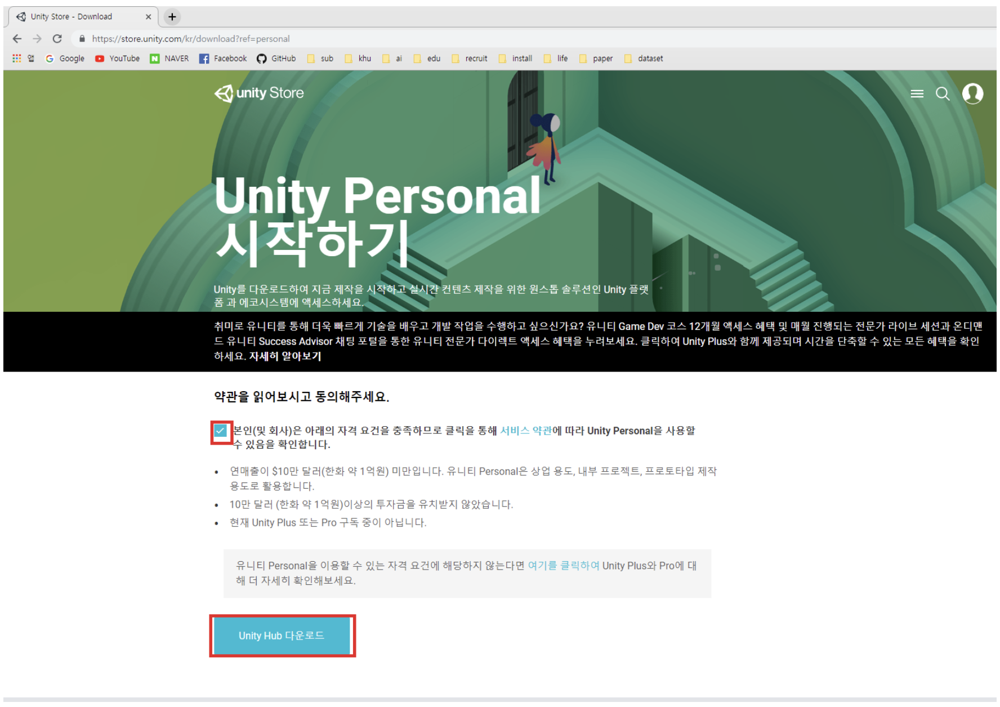 Unity Store - Download
https://store.unity.com/kr/download?ref=personal
앱 Google YouTube NAVER Facebook GitHub sub khu ai edu recruit install life paper dataset
unity Store
Unity Personal
시작하기
Unity를 다운로드하여 지금 제작을 시작하고 실시간 컨텐츠 제작을 위한 원스톱 솔루션인 Unity 플랫
폼 과 에코시스템에 액세스하세요.
취미로 유니티를 통해 더욱 빠르게 기술을 배우고 개발 작업을 수행하고 싶으신가요? 유니티 Game Dev 코스 12개월 액세스 혜택 및 매월 진행되는 전문가 라이브 세션과 온디맨
드 유니티 Success Advisor 채팅 포털을 통한 유니티 전문가 다이렉트 액세스 혜택을 누려보세요. 클릭하여 Unity Plus와 함께 제공되며 시간을 단축할 수 있는 모든 혜택을 확인
하세요. 자세히 알아보기
약관을 읽어보시고 동의해주세요.
본인(및 회사)은 아래의 자격 요건을 충족하므로 클릭을 통해 서비스 약관에 따라 Unity Personal을 사용할
수 있음을 확인합니다.
• 연매출이 $10만 달러(한화 약 1억원) 미만입니다. 유니티 Personal은 상업 용도, 내부 프로젝트, 프로토타입 제작
용도로 활용합니다.
• 10만 달러 (한화 약 1억원)이상의 투자금을 유치받지 않았습니다.
• 현재 Unity Plus 또는 Pro 구독 중이 아닙니다.
유니티 Personal을 이용할 수 있는 자격 요건에 해당하지 않는다면 여기를 클릭하여 Unity Plus와 Pro에 대
해 더 자세히 확인해보세요.
Unity Hub 다운로드